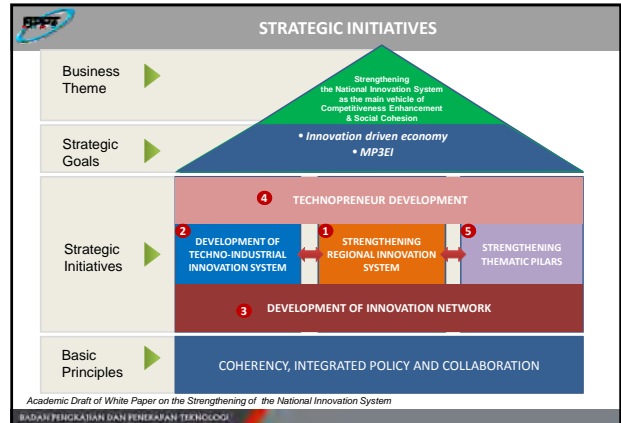 BPPT
STRATEGIC INITIATIVES
Business
Theme
Strengthening
the National Innovation System
as the main vehicle of
Competitiveness Enhancement
& Social Cohesion
Strategic
Goals
• Innovation driven economy
• MP3EI
Strategic
Initiatives
4 TECHNOPRENEUR DEVELOPMENT
2
DEVELOPMENT OF
TECHNO-INDUSTRIAL
INNOVATION SYSTEM
1
STRENGTHENING
REGIONAL INNOVATION
SYSTEM
5
STRENGTHENING
THEMATIC PILARS
3 DEVELOPMENT OF INNOVATION NETWORK
Basic
Principles
COHERENCY, INTEGRATED POLICY AND COLLABORATION
Academic Draft of White Paper on the Strengthening of the National Innovation System
BADAN PENGKAJIAN DAN PENERAPAN TEKNOLOGI